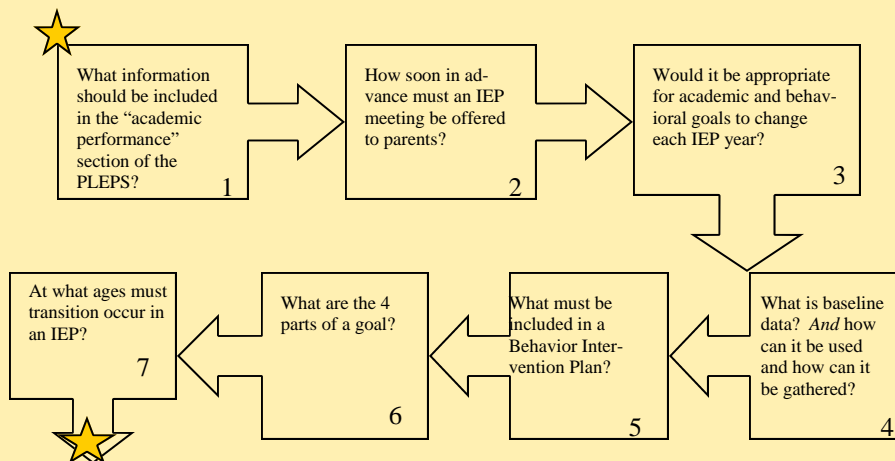 What information
should be included
in the “academic
performance”
section of the
PLEPS?
1
How soon in ad-
vance must an IEP
meeting be offered
to parents?
2
Would it be appropriate
for academic and behav-
ioral goals to change
each IEP year?
3
What is baseline
data? And how
can it be used
and how can it
be gathered?
4
What must be
included in a
Behavior Inter-
vention Plan?
5
What are the 4
parts of a goal?
6
At what ages must
transition occur in
an IEP?
7